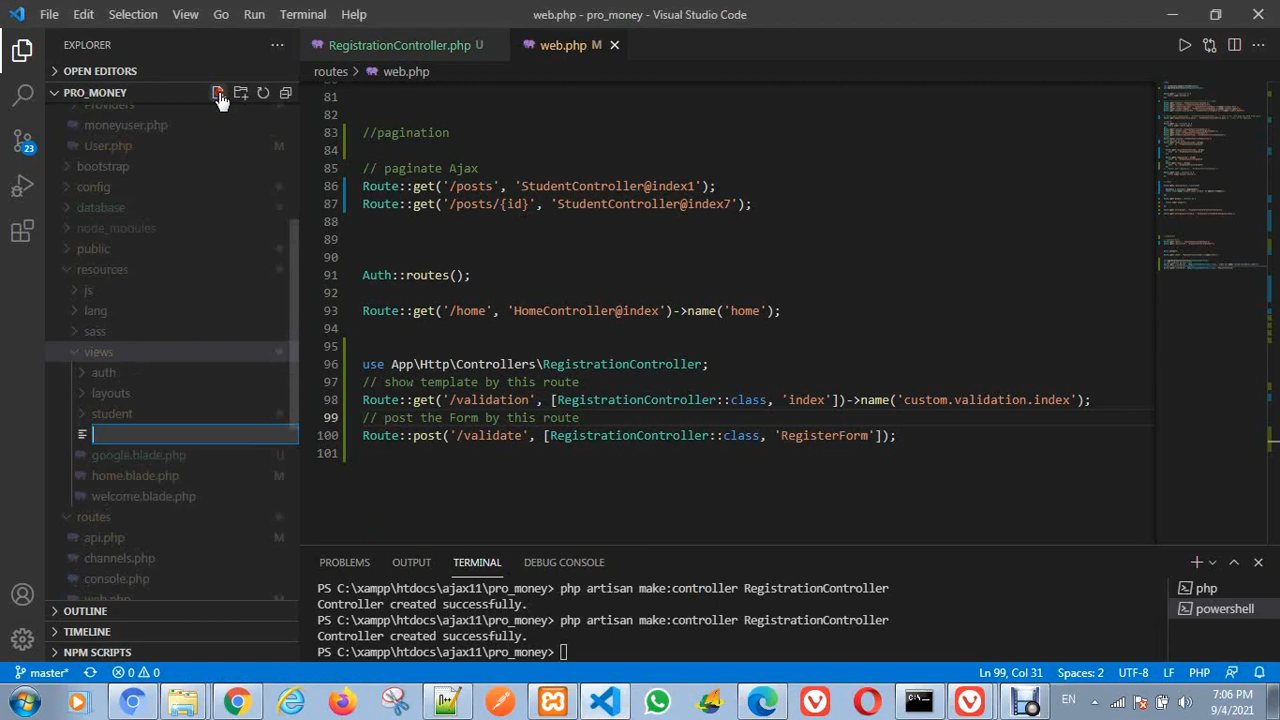 File Edit Selection View Go Run Terminal Help
web.php - pro_money - Visual Studio Code
EXPLORER
RegistrationController.php U
web.php M
OPEN EDITORS
routes > web.php
PRO_MONEY
Providers
moneyuser.php
User.php M
bootstrap
config
database
node_modules
public
resources
js
lang
sass
views
auth
layouts
student
google.blade.php U
home.blade.php M
welcome.blade.php
routes
api.php M
channels.php
console.php
web.php M
OUTLINE
TIMELINE
NPM SCRIPTS
23
81
82
83 //pagination
84
85 // paginate Ajax
86 Route::get('/posts', 'StudentController@index1');
87 Route::get('/posts/{id}', 'StudentController@index7');
88
89
90
91 Auth::routes();
92
93 Route::get('/home', 'HomeController@index')->name('home');
94
95
96 use App\Http\Controllers\RegistrationController;
97 // show template by this route
98 Route::get('/validation', [RegistrationController::class, 'index'])->name('custom.validation.index');
99 // post the Form by this route
100 Route::post('/validate', [RegistrationController::class, 'RegisterForm']);
101
PROBLEMS OUTPUT TERMINAL DEBUG CONSOLE
PS C:\xampp\htdocs\ajax11\pro_money> php artisan make:controller RegistrationController
Controller created successfully.
PS C:\xampp\htdocs\ajax11\pro_money> php artisan make:controller RegistrationController
Controller created successfully.
PS C:\xampp\htdocs\ajax11\pro_money>
php
powershell
master* 0 0
Ln 99, Col 31 Spaces: 2 UTF-8 LF PHP
EN
7:06 PM
9/4/2021